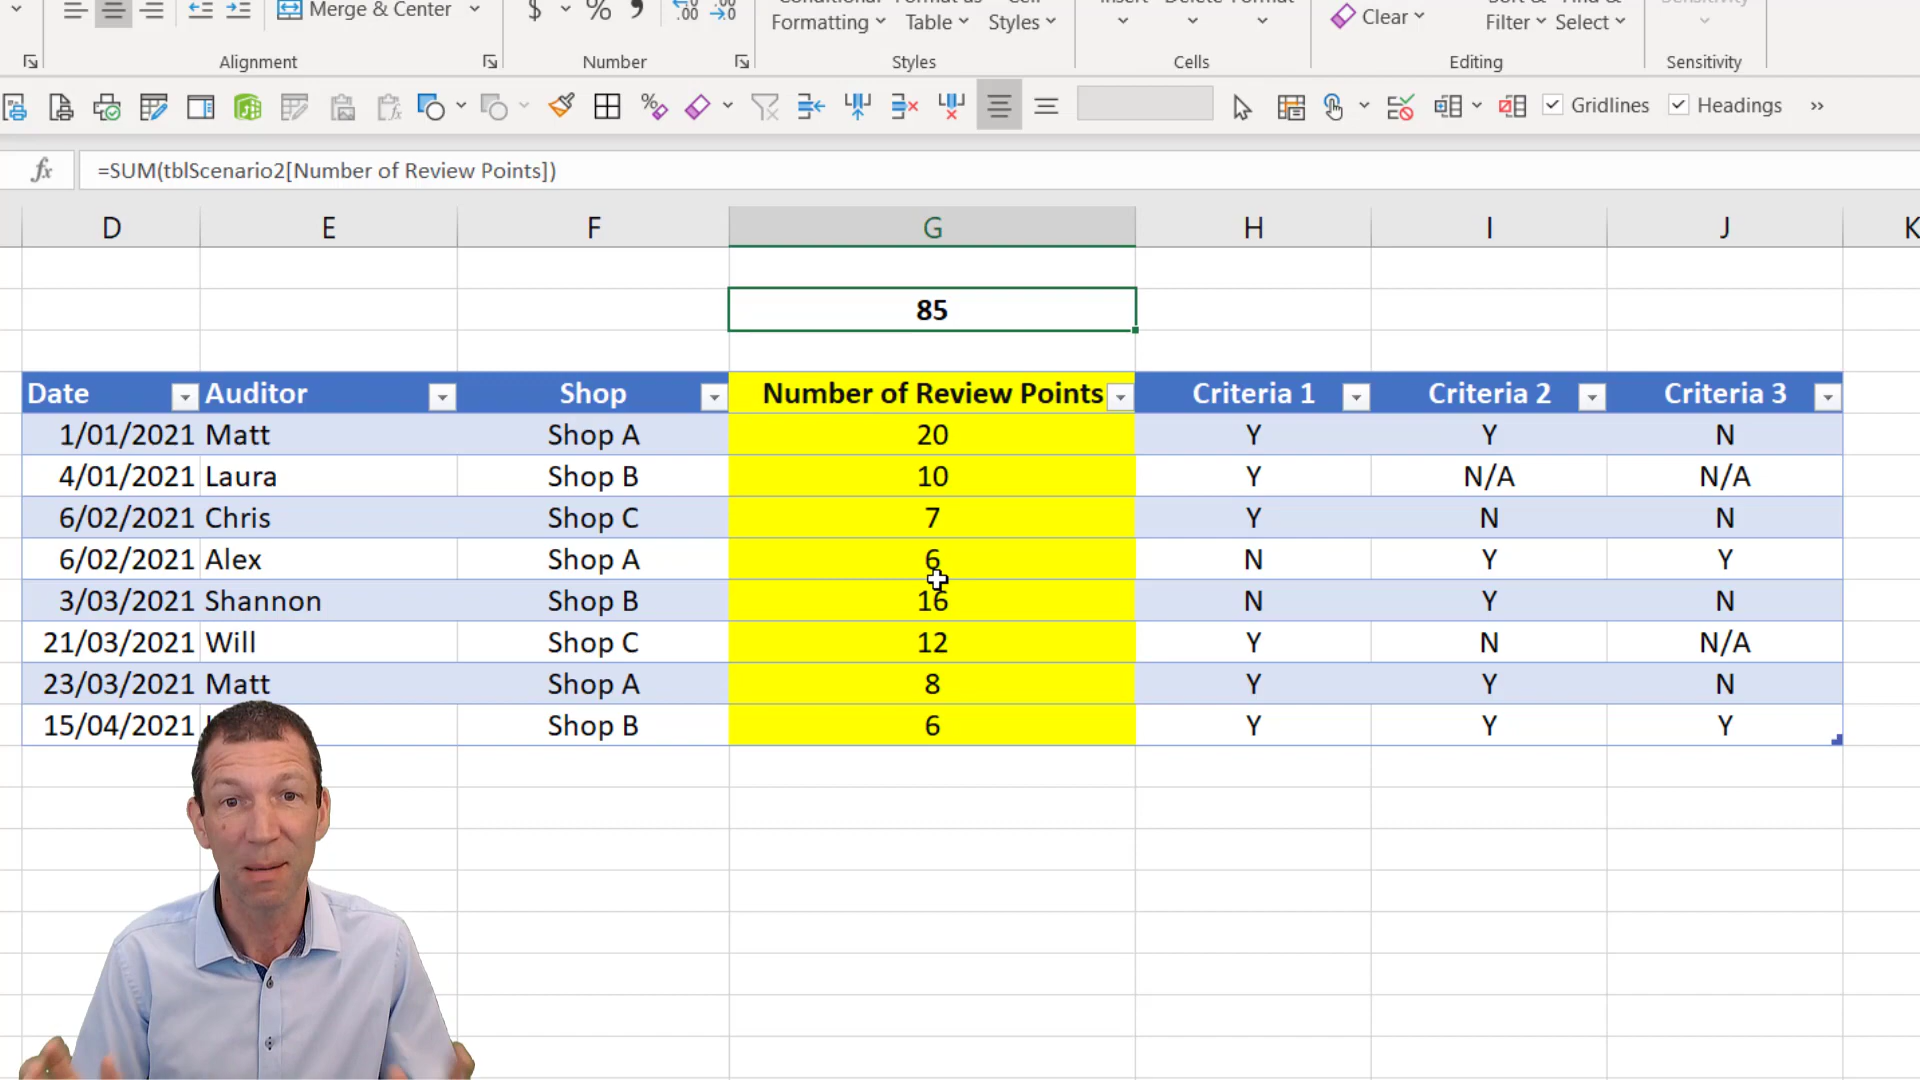 Merge & Center
$ % 9
Formatting Table Styles
Clear
Filter Select
Alignment Number Styles Cells Editing Sensitivity
Gridlines Headings
fx =SUM(tblScenario2[Number of Review Points])
D E F G H I J K
85
Date Auditor Shop Number of Review Points Criteria 1 Criteria 2 Criteria 3
1/01/2021 Matt Shop A 20 Y Y N
4/01/2021 Laura Shop B 10 Y N/A N/A
6/02/2021 Chris Shop C 7 Y N N
6/02/2021 Alex Shop A 6 N Y Y
3/03/2021 Shannon Shop B 16 N Y N
21/03/2021 Will Shop C 12 Y N N/A
23/03/2021 Matt Shop A 8 Y Y N
15/04/2021 Shop B 6 Y Y Y